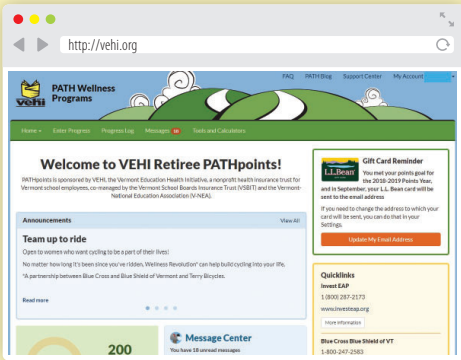 http://vehi.org
FAQ PATH Blog Support Center My Account
vehi
PATH Wellness
Programs
Home Enter Progress Progress Log Messages 18 Tools and Calculators
Welcome to VEHI Retiree PATHpoints!
PATHpoints is sponsored by VEHI, the Vermont Education Health Initiative, a nonprofit health insurance trust for
Vermont school employees, co-managed by the Vermont School Boards Insurance Trust (VSBIT) and the Vermont-
National Education Association (V-NEA).
Announcements View All
Team up to ride
Open to women who want cycling to be a part of their lives!
No matter how long it's been since you've ridden, Wellness Revolution* can help build cycling into your life.
*A partnership between Blue Cross and Blue Shield of Vermont and Terry Bicycles.
Read more
200
Message Center
You have 18 unread messages
L.L.Bean
Gift Card Reminder
You met your points goal for
the 2018-2019 Points Year,
and in September, your L.L. Bean card will be
sent to the email address
If you need to change the address to which your
card will be sent, you can do that in your
Settings.
Update My Email Address
Quicklinks
Invest EAP
1 (800) 287-2173
www.investeap.org
More information
Blue Cross Blue Shield of VT
1-800-247-2583